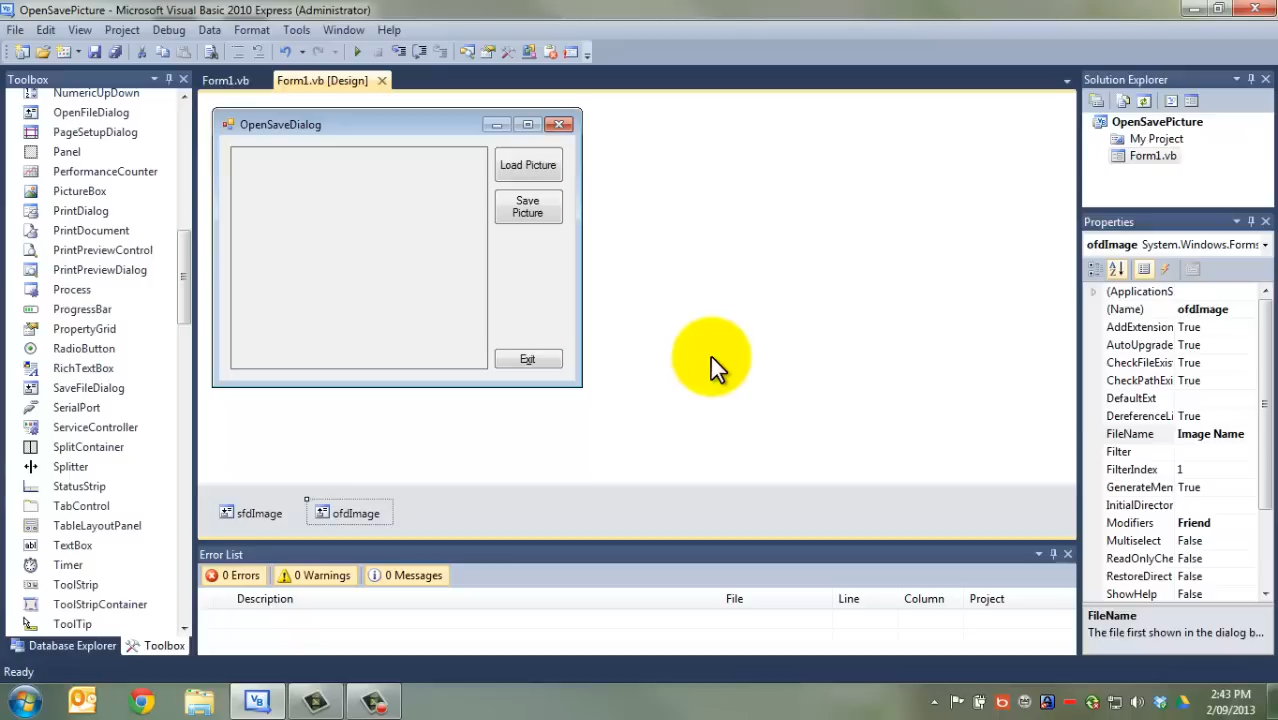 OpenSavePicture - Microsoft Visual Basic 2010 Express (Administrator)
File Edit View Project Debug Data Format Tools Window Help
Toolbox
NumericUpDown
OpenFileDialog
PageSetupDialog
Panel
PerformanceCounter
PictureBox
PrintDialog
PrintDocument
PrintPreviewControl
PrintPreviewDialog
Process
ProgressBar
PropertyGrid
RadioButton
RichTextBox
SaveFileDialog
SerialPort
ServiceController
SplitContainer
Splitter
StatusStrip
TabControl
TableLayoutPanel
TextBox
Timer
ToolStrip
ToolStripContainer
ToolTip
Database Explorer Toolbox
Form1.vb Form1.vb [Design]
OpenSaveDialog
Load Picture
Save
Picture
Exit
sfdImage ofdImage
Error List
0 Errors 0 Warnings 0 Messages
Description File Line Column Project
Solution Explorer
OpenSavePicture
My Project
Form1.vb
Properties
ofdImage System.Windows.Forms
(ApplicationS
(Name) ofdImage
AddExtension True
AutoUpgrade True
CheckFileExis True
CheckPathExi True
DefaultExt
DereferenceLi True
FileName Image Name
Filter
FilterIndex 1
GenerateMen True
InitialDirector
Modifiers Friend
Multiselect False
ReadOnlyChe False
RestoreDirect False
ShowHelp False
FileName
The file first shown in the dialog b...
Ready
2:43 PM
2/09/2013